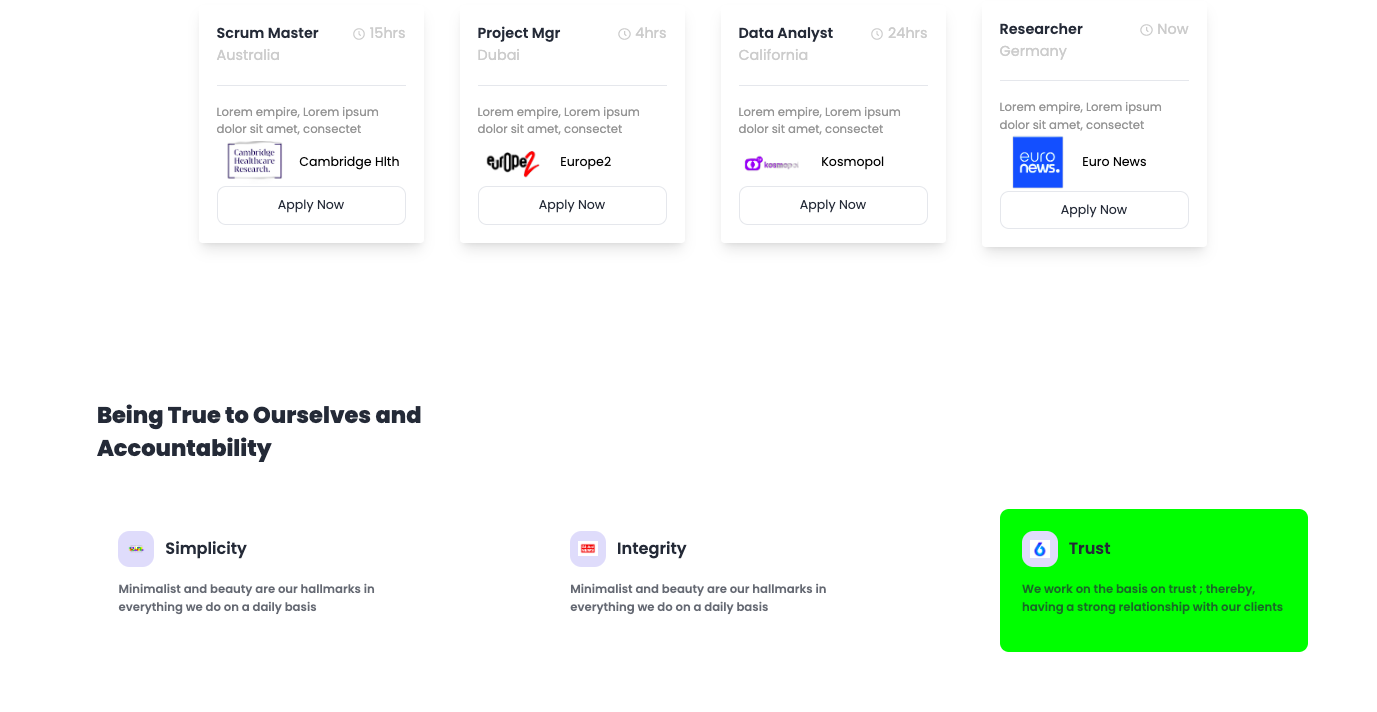 Scrum Master 15hrs
Australia
Lorem empire, Lorem ipsum
dolor sit amet, consectet
Cambridge
Healthcare
Research.
Cambridge Hlth
Apply Now
Project Mgr 4hrs
Dubai
Lorem empire, Lorem ipsum
dolor sit amet, consectet
europe2
Europe2
Apply Now
Data Analyst 24hrs
California
Lorem empire, Lorem ipsum
dolor sit amet, consectet
kosmopol
Kosmopol
Apply Now
Researcher Now
Germany
Lorem empire, Lorem ipsum
dolor sit amet, consectet
euro
news.
Euro News
Apply Now
Being True to Ourselves and
Accountability
Simplicity
Minimalist and beauty are our hallmarks in
everything we do on a daily basis
Integrity
Minimalist and beauty are our hallmarks in
everything we do on a daily basis
Trust
We work on the basis on trust ; thereby,
having a strong relationship with our clients